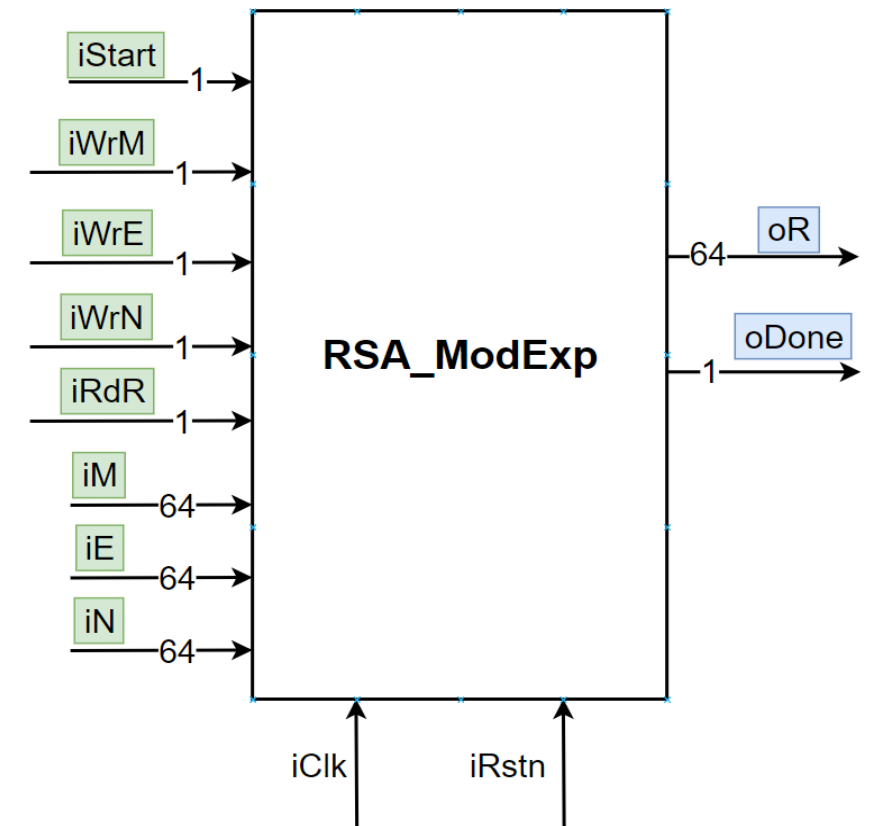 iStart
1
iWrM
1
iWrE
1
iWrN
1
iRdR
1
iM
64
iE
64
iN
64
RSA_ModExp
oR
64
oDone
1
iClk
iRstn